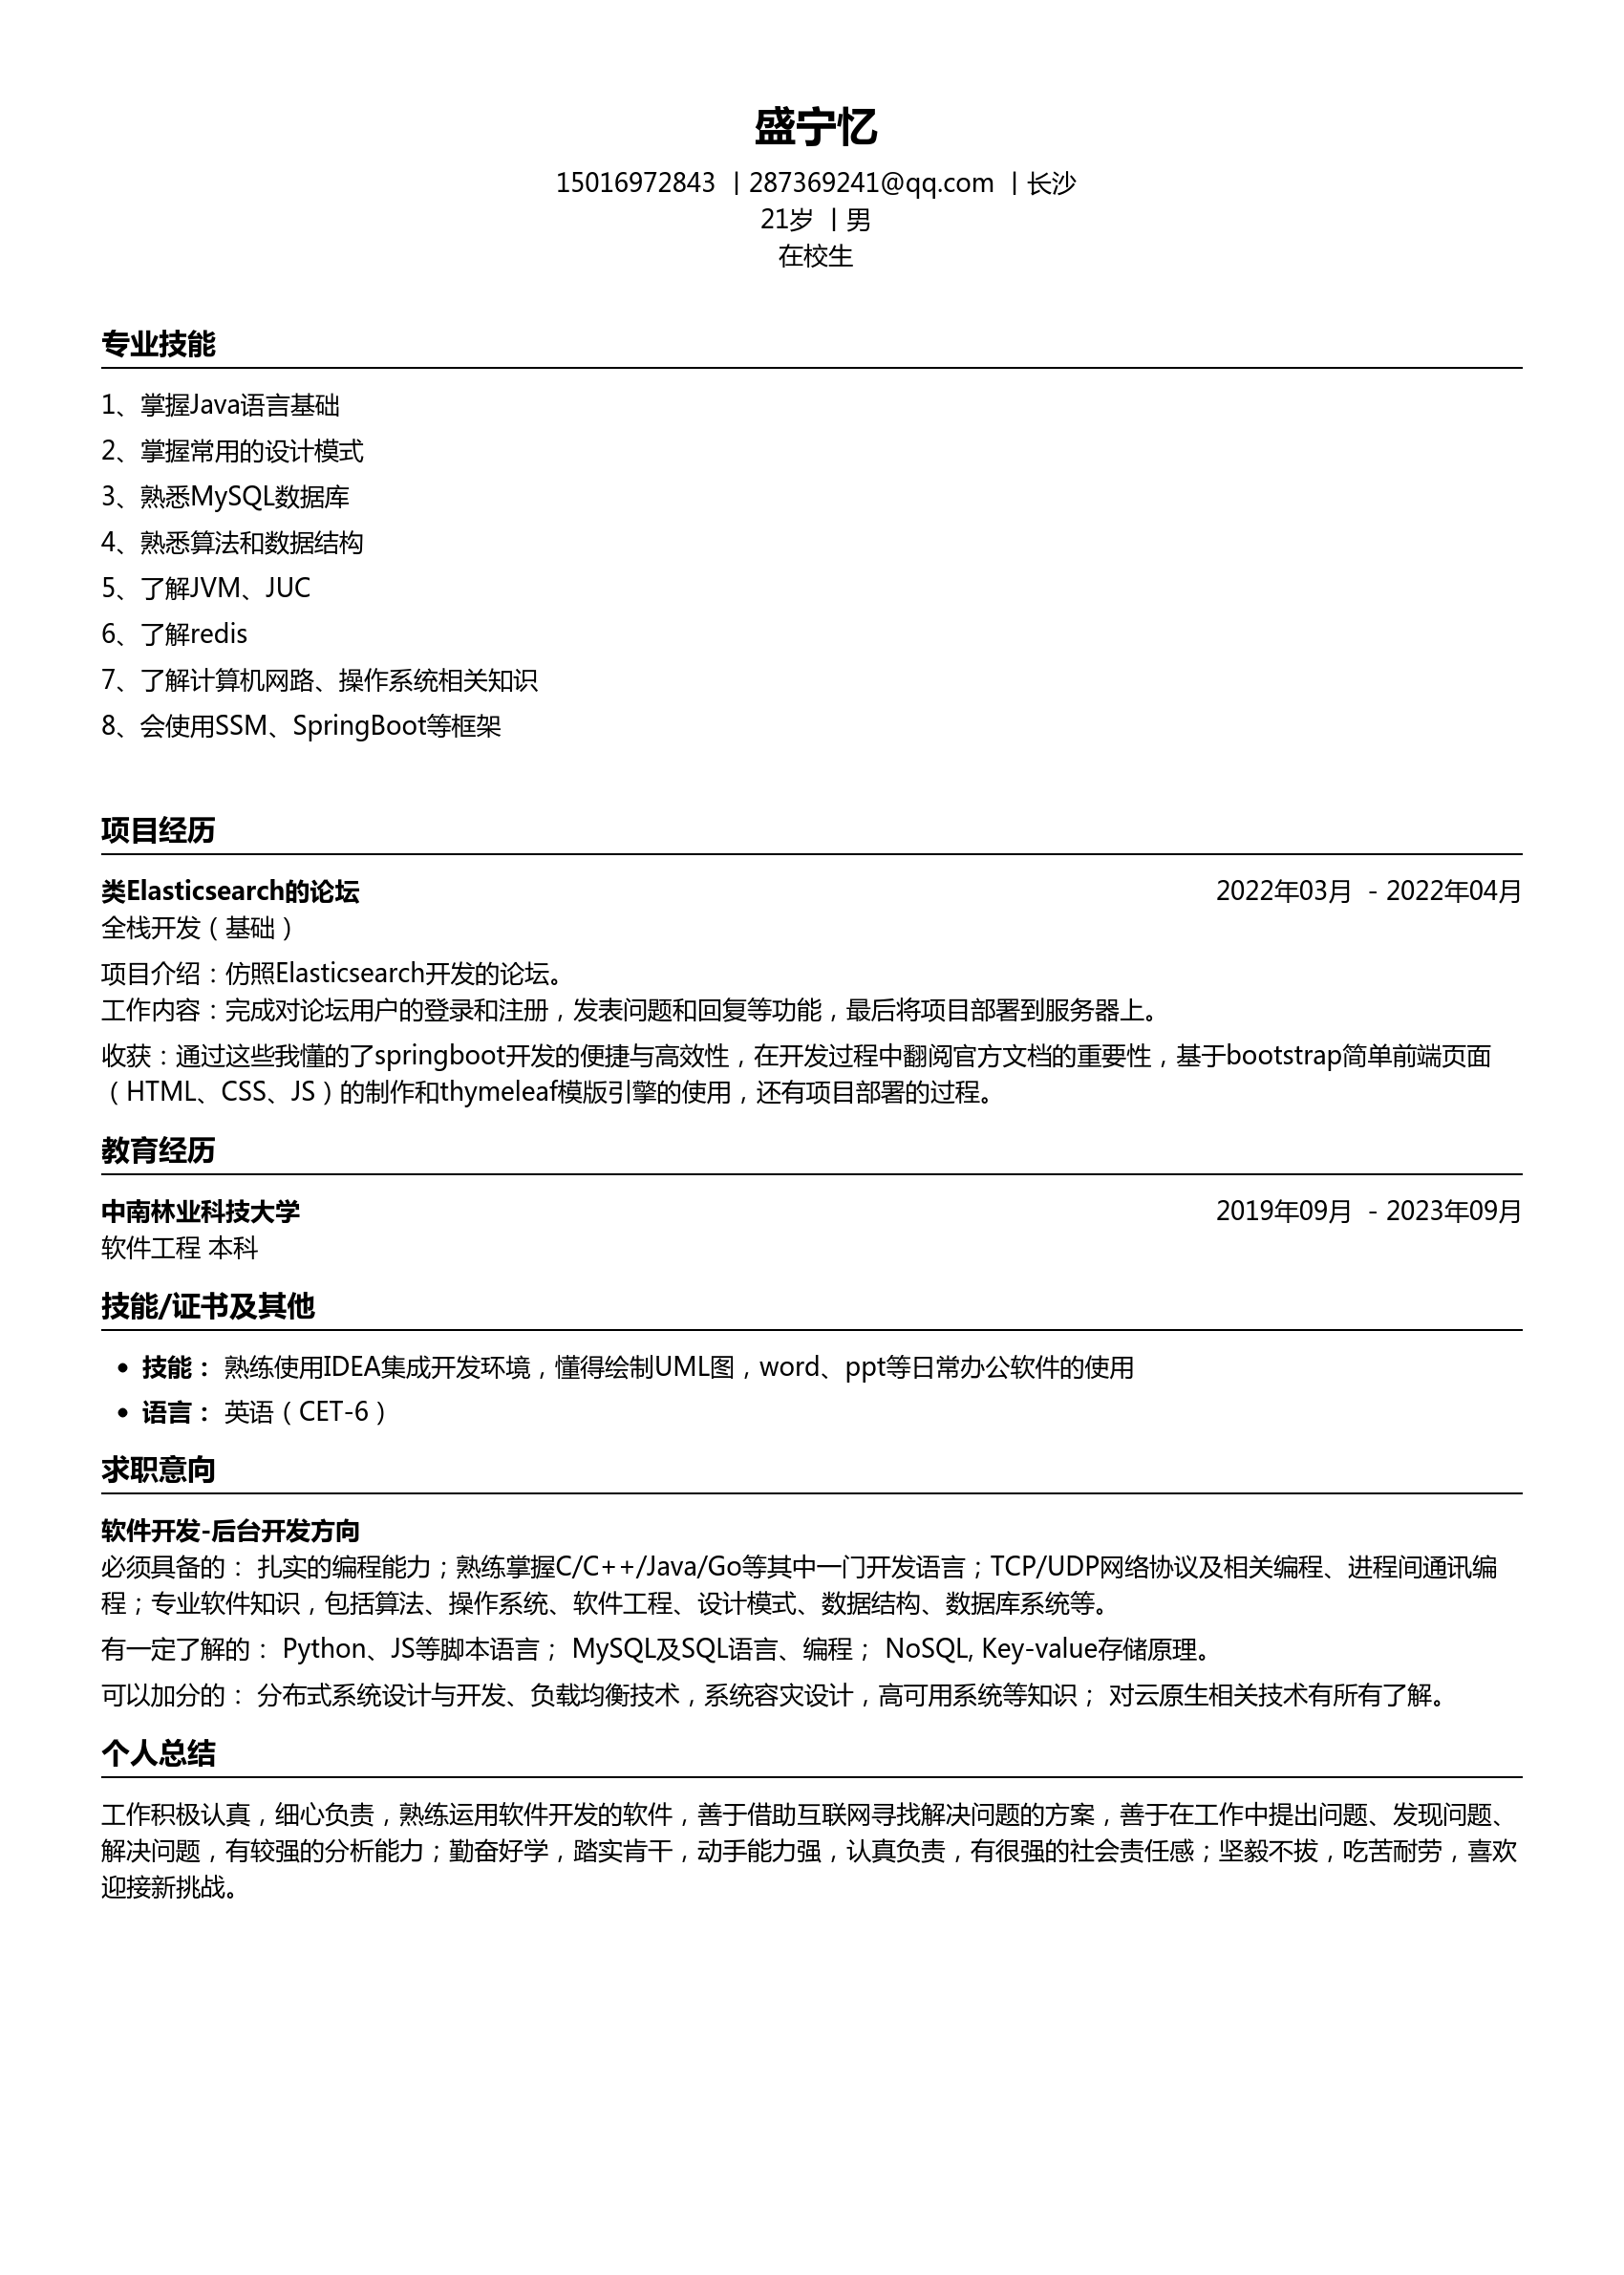 盛宁忆
15016972843 丨287369241@qq.com 丨长沙
21岁 丨男
在校生
专业技能
1、掌握Java语言基础
2、掌握常用的设计模式
3、熟悉MySQL数据库
4、熟悉算法和数据结构
5、了解JVM、JUC
6、了解redis
7、了解计算机网路、操作系统相关知识
8、会使用SSM、SpringBoot等框架
项目经历
类Elasticsearch的论坛 2022年03月 - 2022年04月
全栈开发（基础）
项目介绍：仿照Elasticsearch开发的论坛。
工作内容：完成对论坛用户的登录和注册，发表问题和回复等功能，最后将项目部署到服务器上。
收获：通过这些我懂的了springboot开发的便捷与高效性，在开发过程中翻阅官方文档的重要性，基于bootstrap简单前端页面
（HTML、CSS、JS）的制作和thymeleaf模版引擎的使用，还有项目部署的过程。
教育经历
中南林业科技大学 2019年09月 - 2023年09月
软件工程 本科
技能/证书及其他
• 技能： 熟练使用IDEA集成开发环境，懂得绘制UML图，word、ppt等日常办公软件的使用
• 语言： 英语（CET-6）
求职意向
软件开发-后台开发方向
必须具备的： 扎实的编程能力；熟练掌握C/C++/Java/Go等其中一门开发语言；TCP/UDP网络协议及相关编程、进程间通讯编
程；专业软件知识，包括算法、操作系统、软件工程、设计模式、数据结构、数据库系统等。
有一定了解的： Python、JS等脚本语言； MySQL及SQL语言、编程； NoSQL, Key-value存储原理。
可以加分的： 分布式系统设计与开发、负载均衡技术，系统容灾设计，高可用系统等知识； 对云原生相关技术有所有了解。
个人总结
工作积极认真，细心负责，熟练运用软件开发的软件，善于借助互联网寻找解决问题的方案，善于在工作中提出问题、发现问题、
解决问题，有较强的分析能力；勤奋好学，踏实肯干，动手能力强，认真负责，有很强的社会责任感；坚毅不拔，吃苦耐劳，喜欢
迎接新挑战。